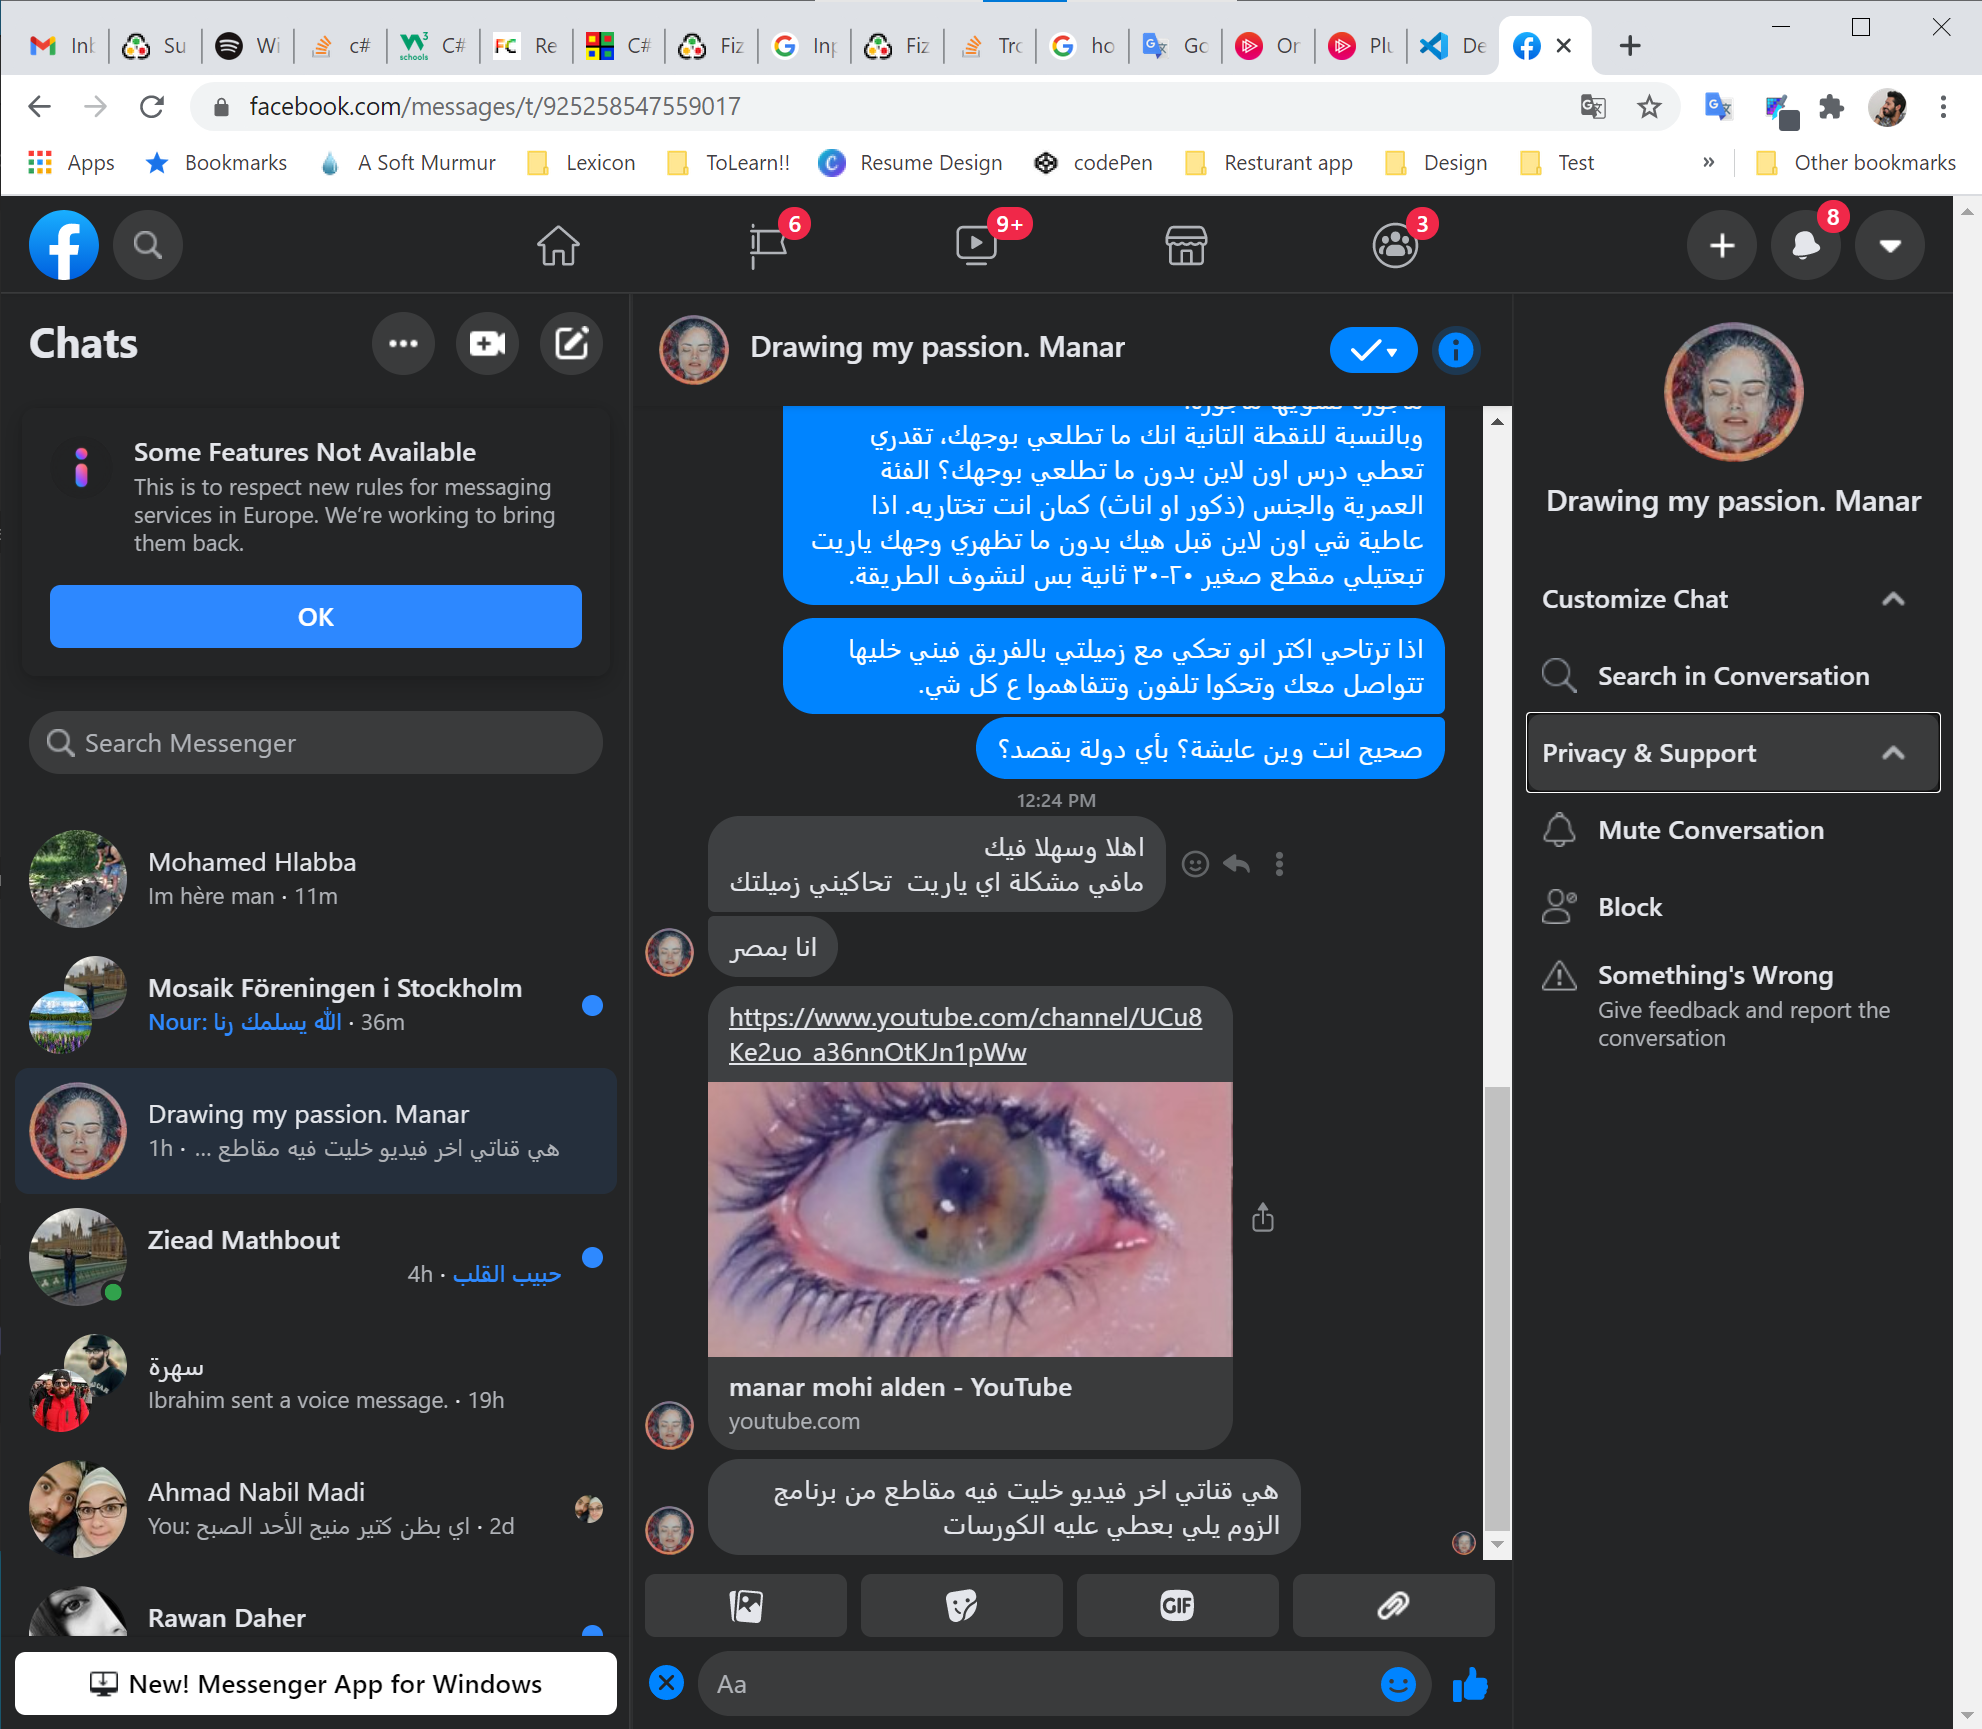 Inb
Su
Wi
c#
C#
Re
C#
Fiz
Inp
Fiz
Trc
ho
Go
Or
Plu
De
facebook.com/messages/t/925258547559017
Apps
Bookmarks
A Soft Murmur
Lexicon
ToLearn!!
Resume Design
codePen
Resturant app
Design
Test
»
Other bookmarks
6
9+
3
8
Chats
Some Features Not Available
This is to respect new rules for messaging
services in Europe. We’re working to bring
them back.
OK
Search Messenger
Mohamed Hlabba
Im hère man · 11m
Mosaik Föreningen i Stockholm
Nour: الله يسلمك رنا · 36m
Drawing my passion. Manar
هي قناتي اخر فيديو خليت فيه مقاطع ... · 1h
Ziead Mathbout
حبيب القلب · 4h
سهرة
Ibrahim sent a voice message. · 19h
Ahmad Nabil Madi
You: اي بظن كتير منيح الأحد الصبح · 2d
Rawan Daher
New! Messenger App for Windows
Drawing my passion. Manar
وبالنسبة للنقطة التانية انك ما تطلعي بوجهك، تقدري
تعطي درس اون لاين بدون ما تطلعي بوجهك؟ الفئة
العمرية والجنس (ذكور او اناث) كمان انت تختاريه. اذا
عاطية شي اون لاين قبل هيك بدون ما تظهري وجهك ياريت
تبعتيلي مقطع صغير ٢٠-٣٠ ثانية بس لنشوف الطريقة.
اذا ترتاحي اكتر انو تحكي مع زميلتي بالفريق فيني خليها
تتواصل معك وتحكوا تلفون وتتفاهموا ع كل شي.
صحيح انت وين عايشة؟ بأي دولة بقصد؟
12:24 PM
اهلا وسهلا فيك
مافي مشكلة اي ياريت تحاكيني زميلتك
انا بمصر
https://www.youtube.com/channel/UCu8
Ke2uo_a36nnOtKJn1pWw
manar mohi alden - YouTube
youtube.com
هي قناتي اخر فيديو خليت فيه مقاطع من برنامج
الزوم يلي بعطي عليه الكورسات
GIF
Aa
Drawing my passion. Manar
Customize Chat
Search in Conversation
Privacy & Support
Mute Conversation
Block
Something's Wrong
Give feedback and report the
conversation